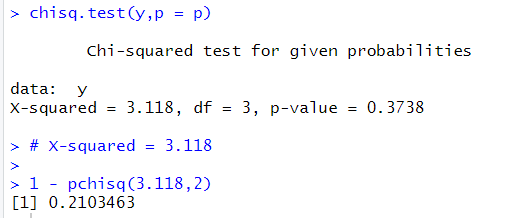 > chisq.test(y,p = p)
Chi-squared test for given probabilities
data:  y
X-squared = 3.118, df = 3, p-value = 0.3738
> # X-squared = 3.118
>
> 1 - pchisq(3.118,2)
[1] 0.2103463